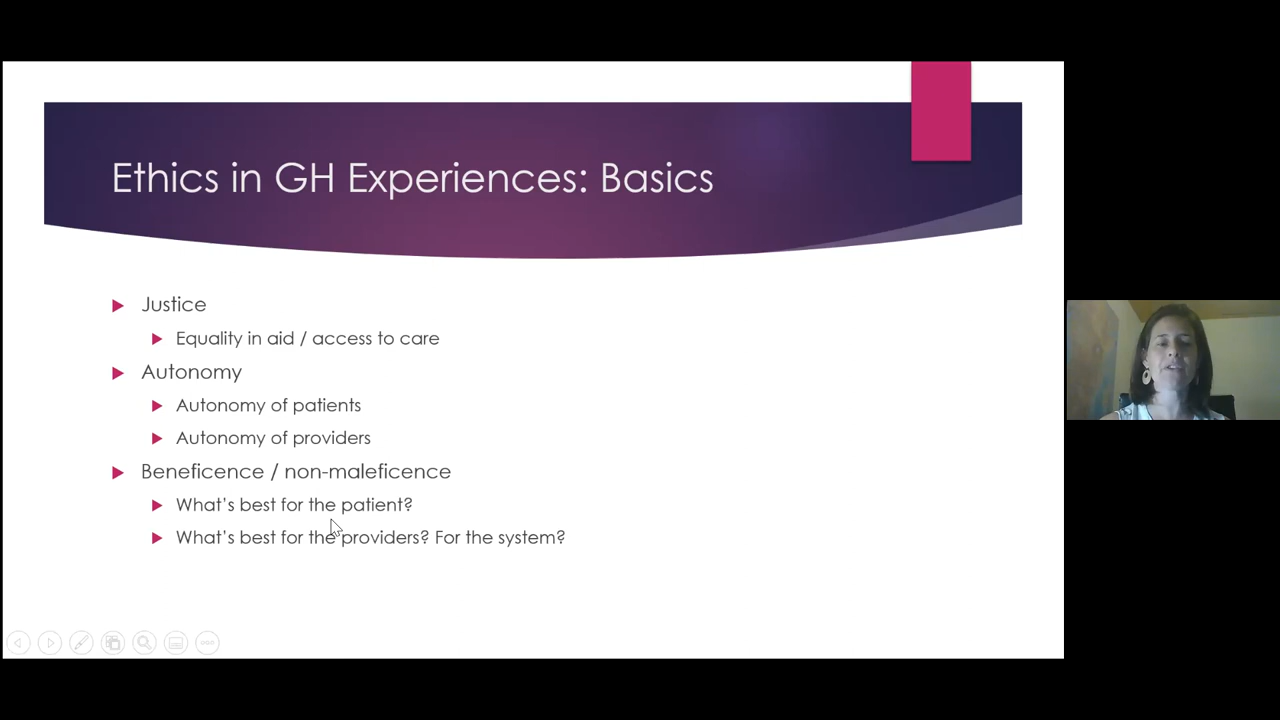 Ethics in GH Experiences: Basics
Justice
Equality in aid / access to care
Autonomy
Autonomy of patients
Autonomy of providers
Beneficence / non-maleficence
What's best for the patient?
What's best for the providers? For the system?